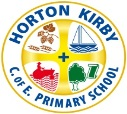 HORTON KIRBY
C. of E. PRIMARY SCHOOL